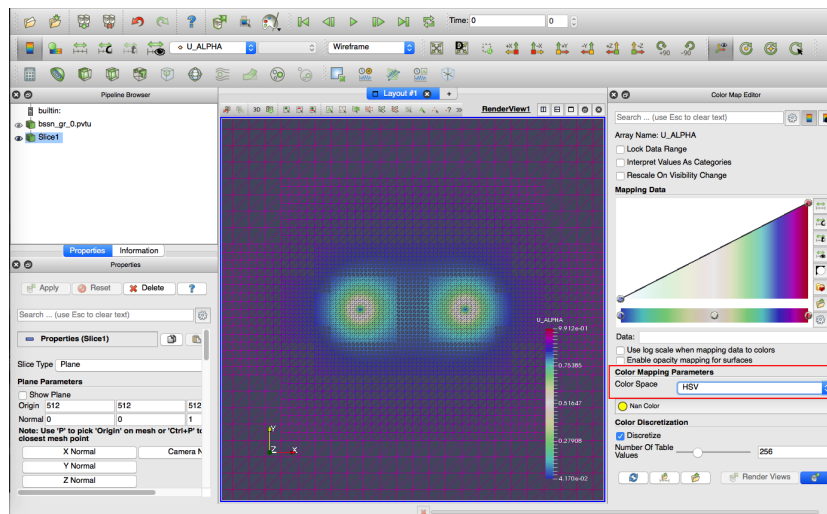 Time: 0
0
U_ALPHA
Wireframe
+X
-X
+Y
-Y
+Z
-Z
+90
-90
Pipeline Browser
builtin:
bssn_gr_0.pvtu
Slice1
Properties
Information
Properties
Apply
Reset
Delete
?
Search ... (use Esc to clear text)
Properties (Slice1)
Slice Type Plane
Plane Parameters
Show Plane
Origin 512 512 512
Normal 0 0 1
Note: Use 'P' to pick 'Origin' on mesh or 'Ctrl+P' to
closest mesh point
X Normal
Camera N
Y Normal
Z Normal
Layout #1
+
3D
RenderView1
U_ALPHA
9.912e-01
0.75385
0.51647
0.27908
4.170e-02
Y
Z
X
Color Map Editor
Search ... (use Esc to clear text)
Array Name: U_ALPHA
Lock Data Range
Interpret Values As Categories
Rescale On Visibility Change
Mapping Data
Data:
Use log scale when mapping data to colors
Enable opacity mapping for surfaces
Color Mapping Parameters
Color Space
HSV
Nan Color
Color Discretization
Discretize
Number Of Table
Values
256
Render Views